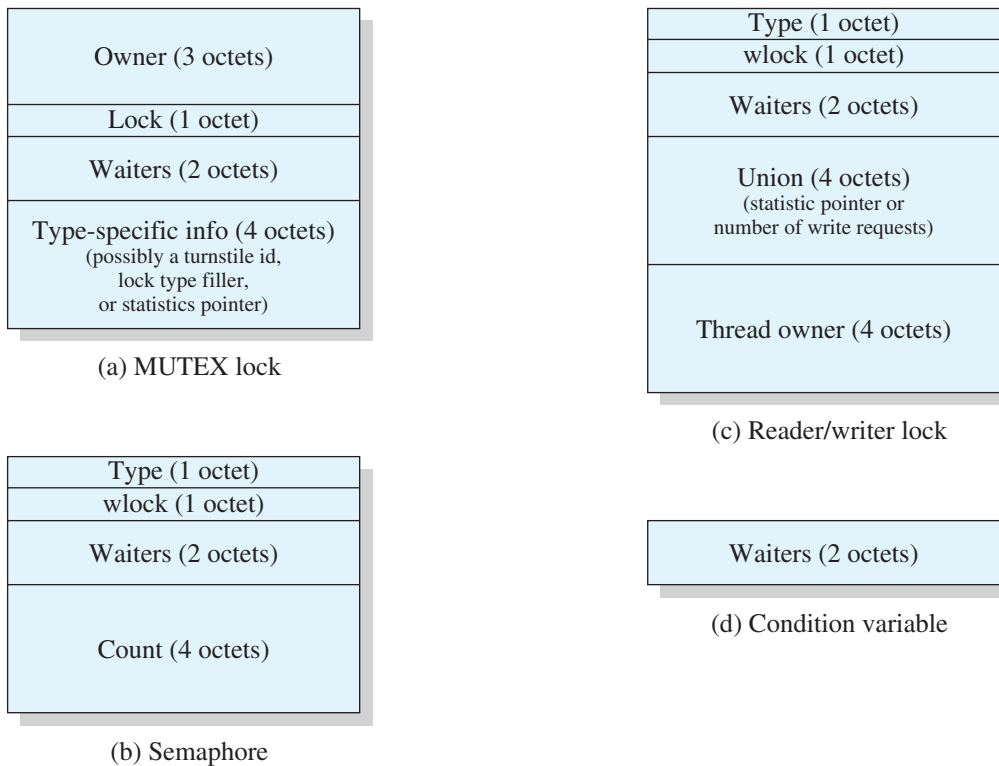 Owner (3 octets)
Lock (1 octet)
Waiters (2 octets)
Type-specific info (4 octets)
(possibly a turnstile id,
lock type filler,
or statistics pointer)
(a) MUTEX lock
Type (1 octet)
wlock (1 octet)
Waiters (2 octets)
Count (4 octets)
(b) Semaphore
Type (1 octet)
wlock (1 octet)
Waiters (2 octets)
Union (4 octets)
(statistic pointer or
number of write requests)
Thread owner (4 octets)
(c) Reader/writer lock
Waiters (2 octets)
(d) Condition variable